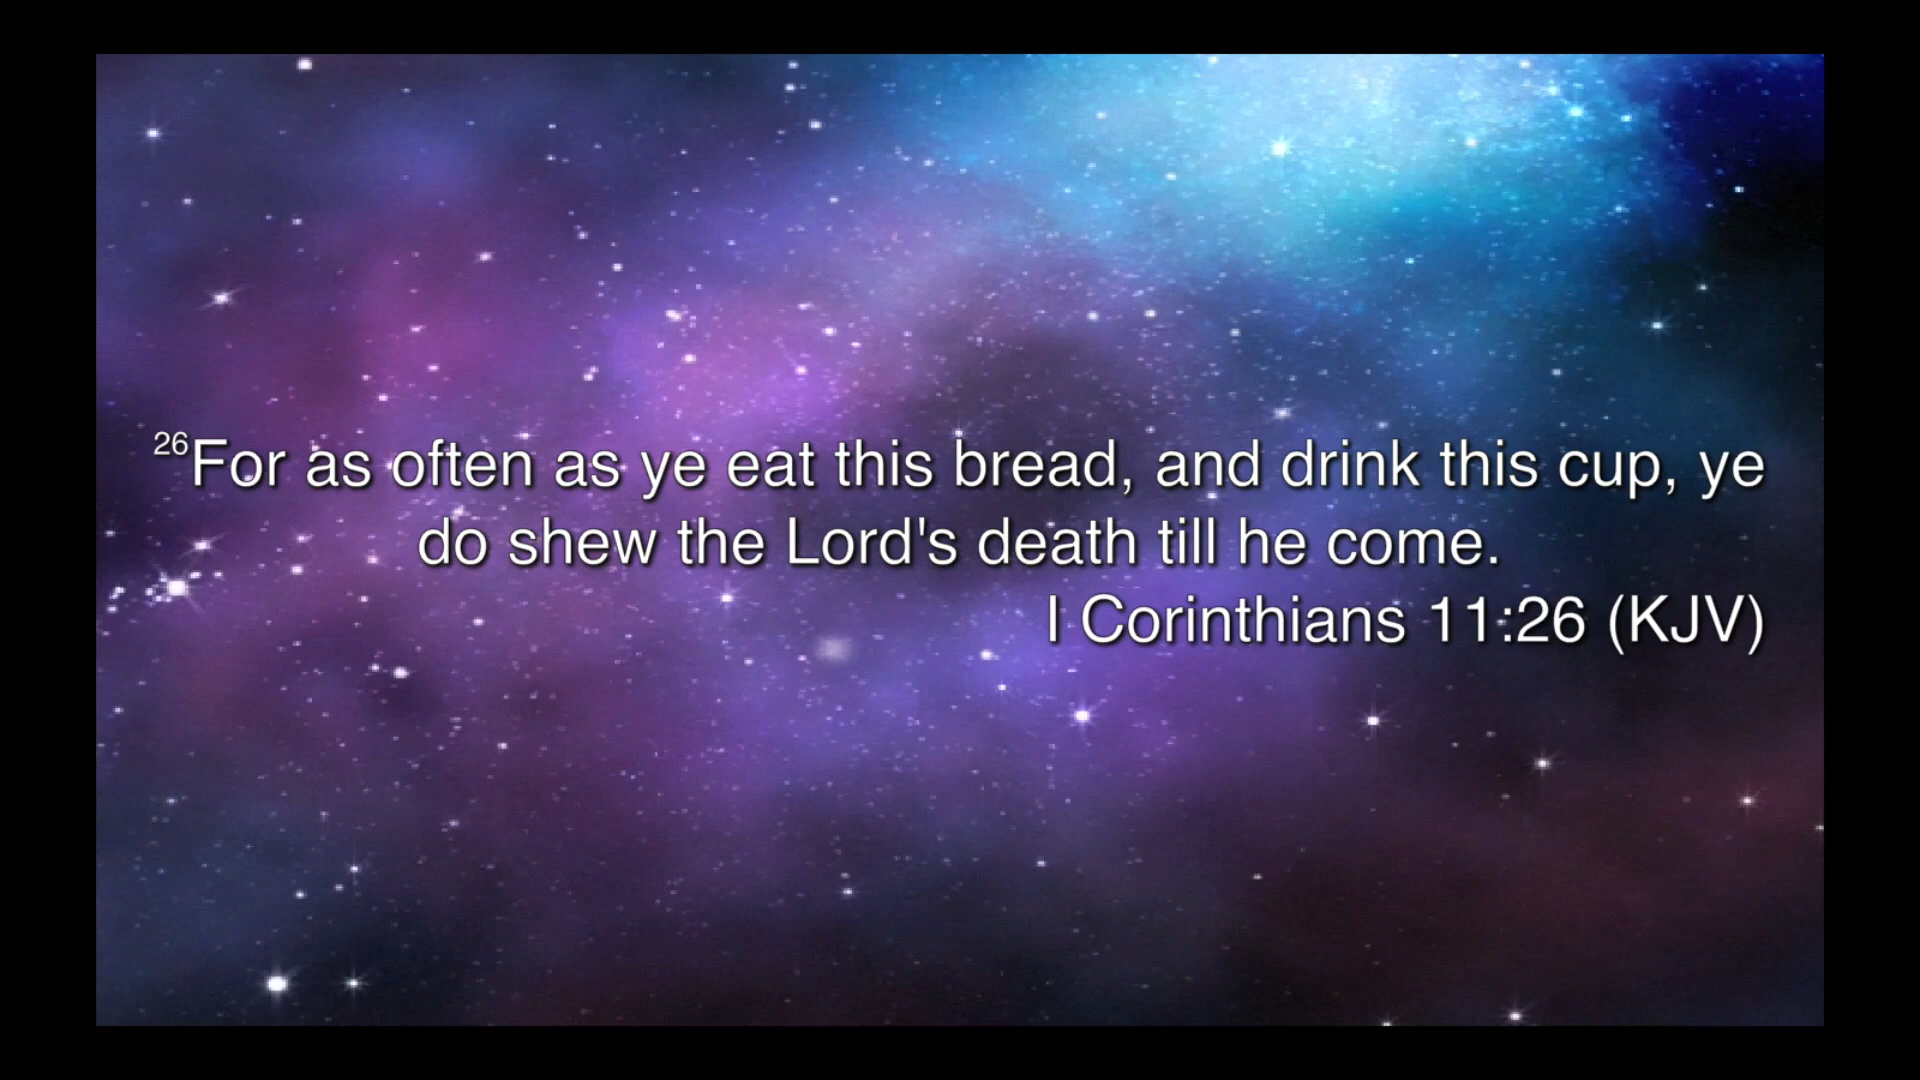 26For as often as ye eat this bread, and drink this cup, ye
do shew the Lord's death till he come.
I Corinthians 11:26 (KJV)